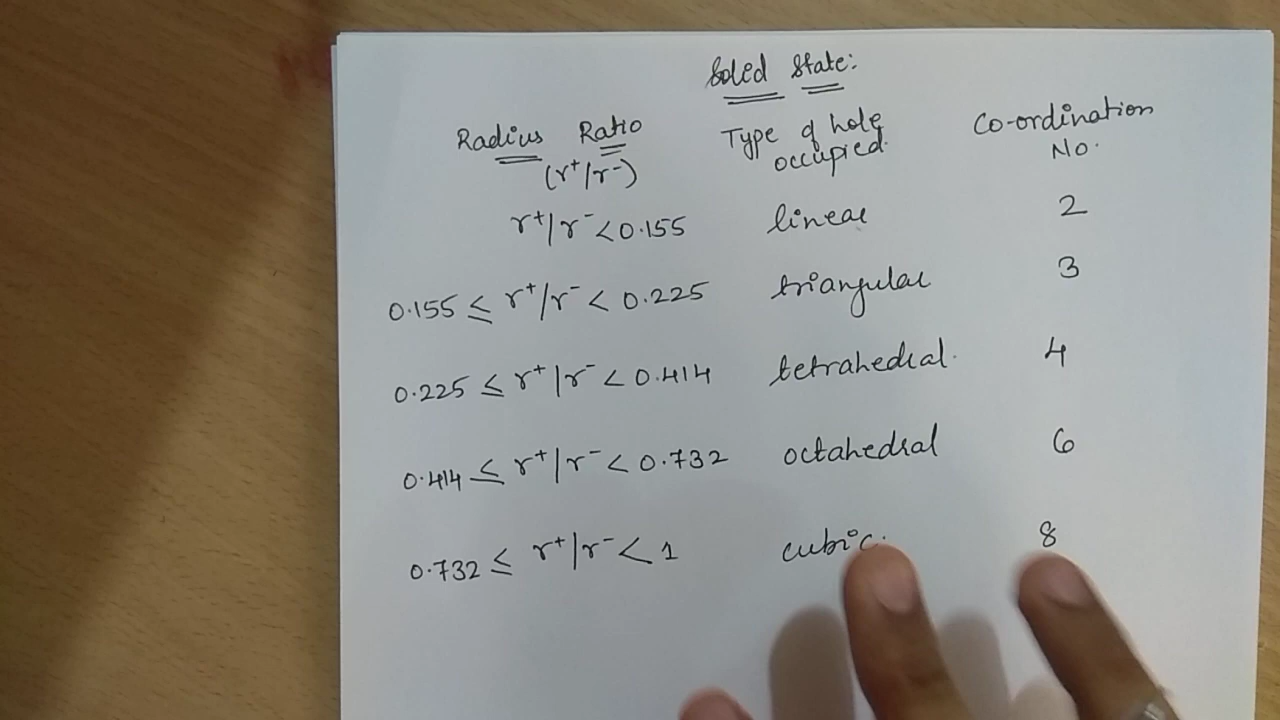 Solid State:
Radius Ratio (r⁺/r⁻) Type of hole occupied. Co-ordination No.
r⁺/r⁻ < 0.155 linear 2
0.155 ≤ r⁺/r⁻ < 0.225 triangular 3
0.225 ≤ r⁺/r⁻ < 0.414 tetrahedral. 4
0.414 ≤ r⁺/r⁻ < 0.732 octahedral 6
0.732 ≤ r⁺/r⁻ < 1 cubic. 8